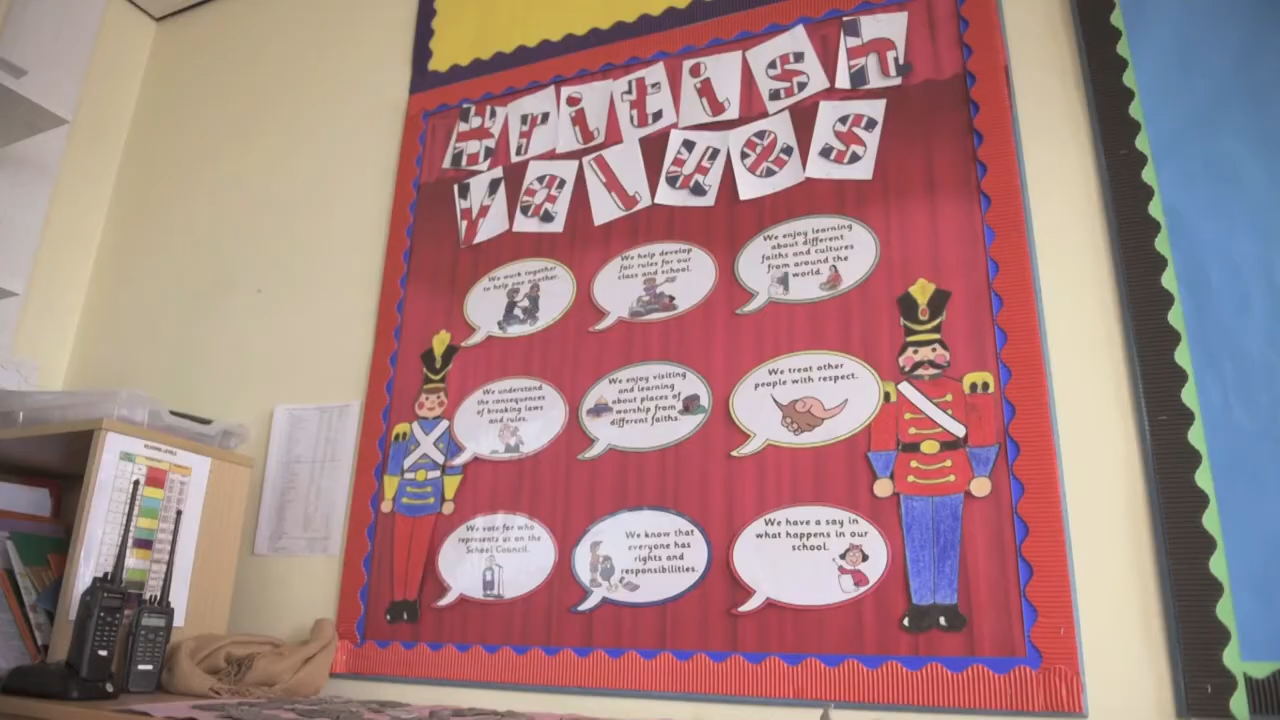 British
Values
We work together
to help one another.
We help develop
fair rules for our
class and school.
We enjoy learning
about different
faiths and cultures
from around the
world.
We understand
the consequences
of breaking laws
and rules.
We enjoy visiting
and learning
about places of
worship from
different faiths.
We treat other
people with respect.
We vote for who
represents us on the
School Council.
We know that
everyone has
rights and
responsibilities.
We have a say in
what happens in our
school.